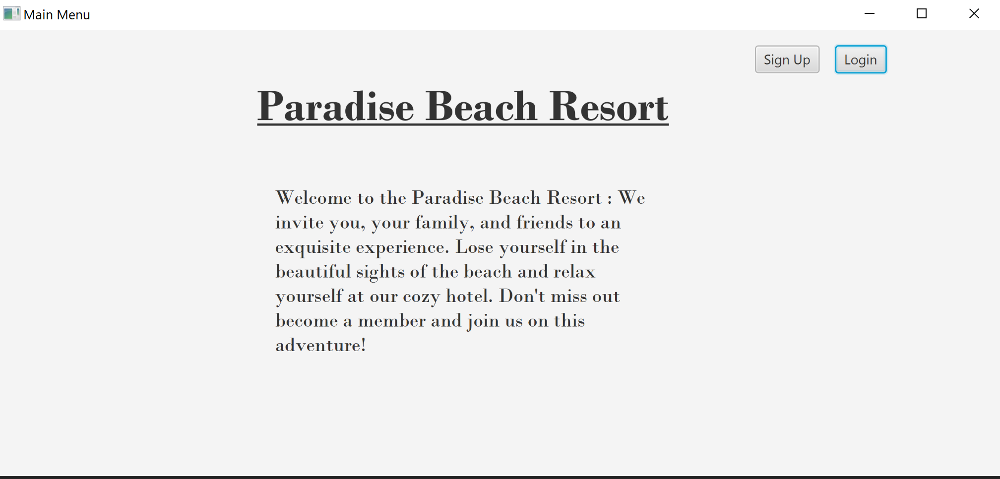 Main Menu
Sign Up Login
Paradise Beach Resort
Welcome to the Paradise Beach Resort : We
invite you, your family, and friends to an
exquisite experience. Lose yourself in the
beautiful sights of the beach and relax
yourself at our cozy hotel. Don't miss out
become a member and join us on this
adventure!